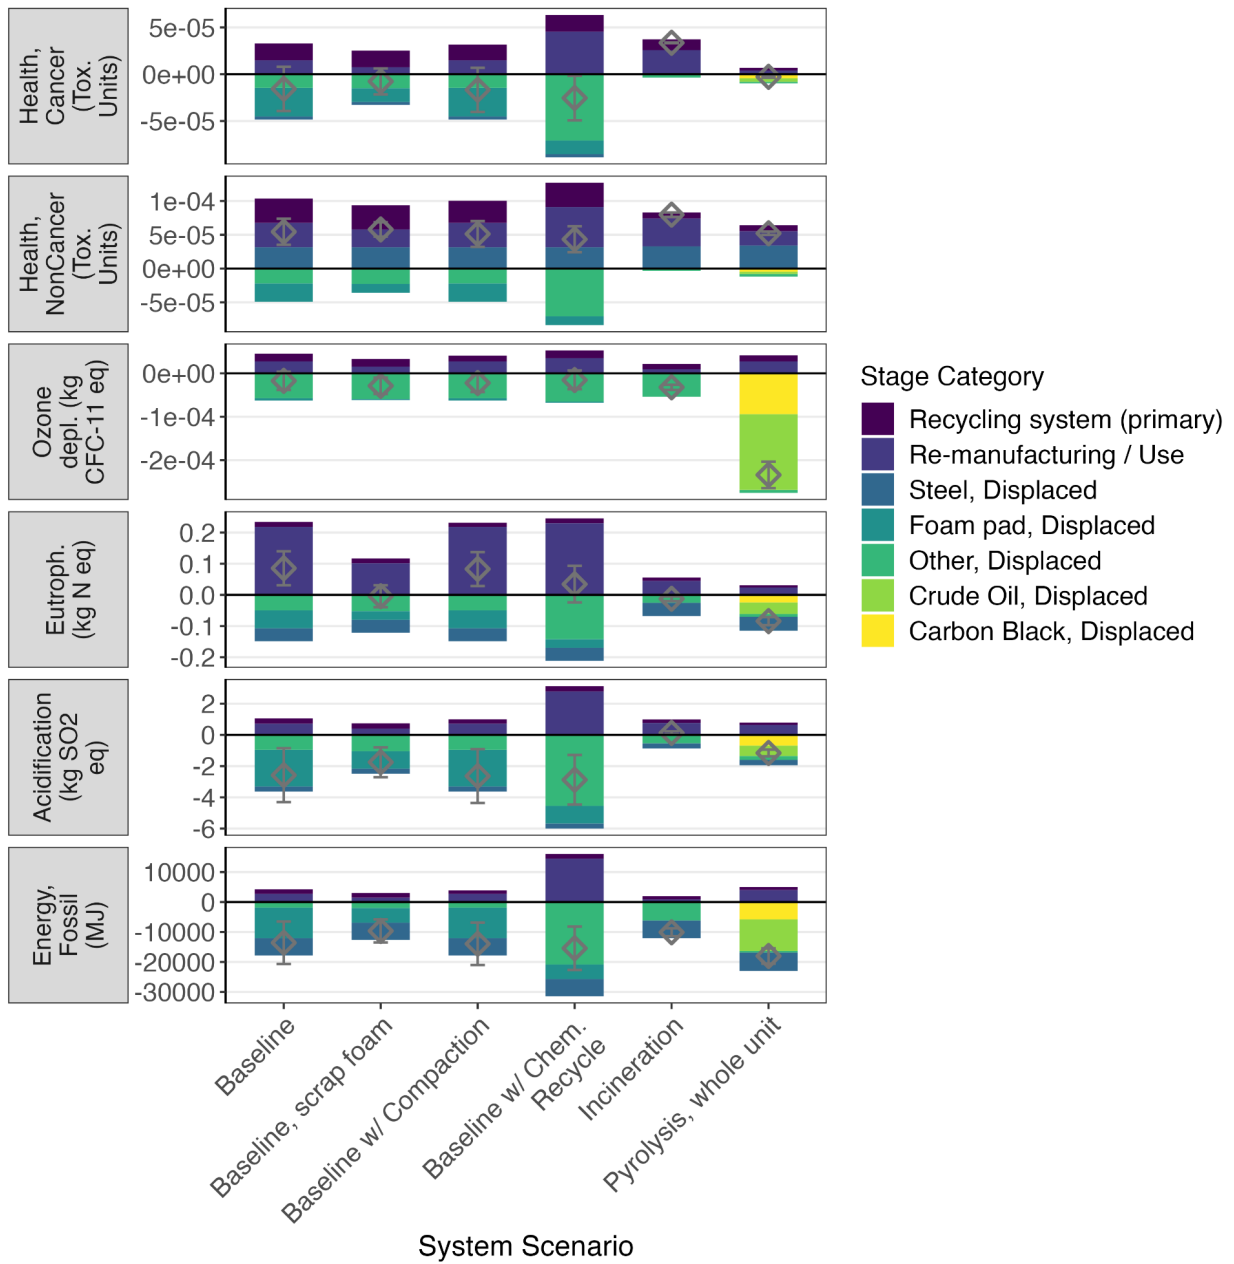 Health,
Cancer
(Tox.
Units)
5e-05
0e+00
-5e-05
Health,
NonCancer
(Tox.
Units)
1e-04
5e-05
0e+00
-5e-05
Ozone
depl. (kg
CFC-11 eq)
0e+00
-1e-04
-2e-04
Eutroph.
(kg N eq)
0.2
0.1
0.0
-0.1
-0.2
Acidification
(kg SO2
eq)
2
0
-2
-4
-6
Energy,
Fossil
(MJ)
10000
0
-10000
-20000
-30000
Baseline
Baseline, scrap foam
Baseline w/ Compaction
Baseline w/ Chem.
Recycle
Incineration
Pyrolysis, whole unit
System Scenario
Stage Category
Recycling system (primary)
Re-manufacturing / Use
Steel, Displaced
Foam pad, Displaced
Other, Displaced
Crude Oil, Displaced
Carbon Black, Displaced